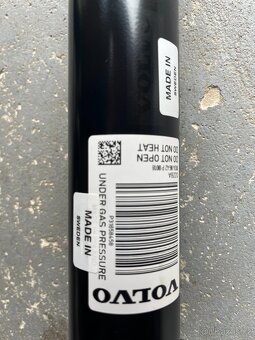 MADE IN
SWEDEN
DO NOT OPEN
DO NOT HEAT
UNDER GAS PRESSURE
VOLVO
MADE IN
SWEDEN